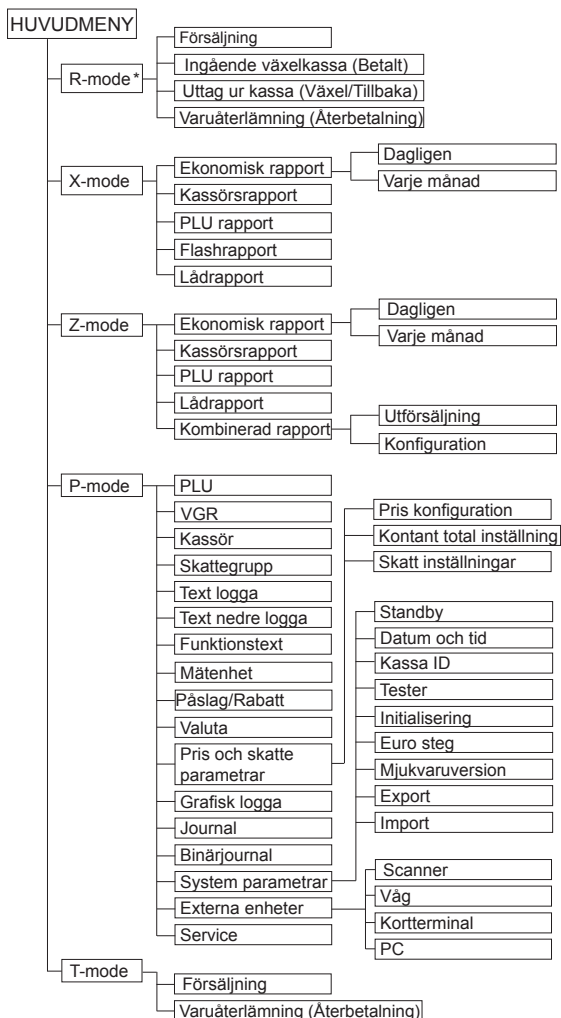 HUVUDMENY
R-mode*
Försäljning
Ingående växelkassa (Betalt)
Uttag ur kassa (Växel/Tillbaka)
Varuåterlämning (Återbetalning)
X-mode
Ekonomisk rapport
Dagligen
Varje månad
Kassörsrapport
PLU rapport
Flashrapport
Lådrapport
Z-mode
Ekonomisk rapport
Dagligen
Varje månad
Kassörsrapport
PLU rapport
Lådrapport
Kombinerad rapport
Utförsäljning
Konfiguration
P-mode
PLU
VGR
Kassör
Skattegrupp
Text logga
Text nedre logga
Funktionstext
Mätenhet
Påslag/Rabatt
Valuta
Pris och skatte
parametrar
Pris konfiguration
Kontant total inställning
Skatt inställningar
Grafisk logga
Journal
Binärjournal
System parametrar
Standby
Datum och tid
Kassa ID
Tester
Initialisering
Euro steg
Mjukvaruversion
Export
Import
Externa enheter
Scanner
Våg
Kortterminal
PC
Service
T-mode
Försäljning
Varuåterlämning (Återbetalning)